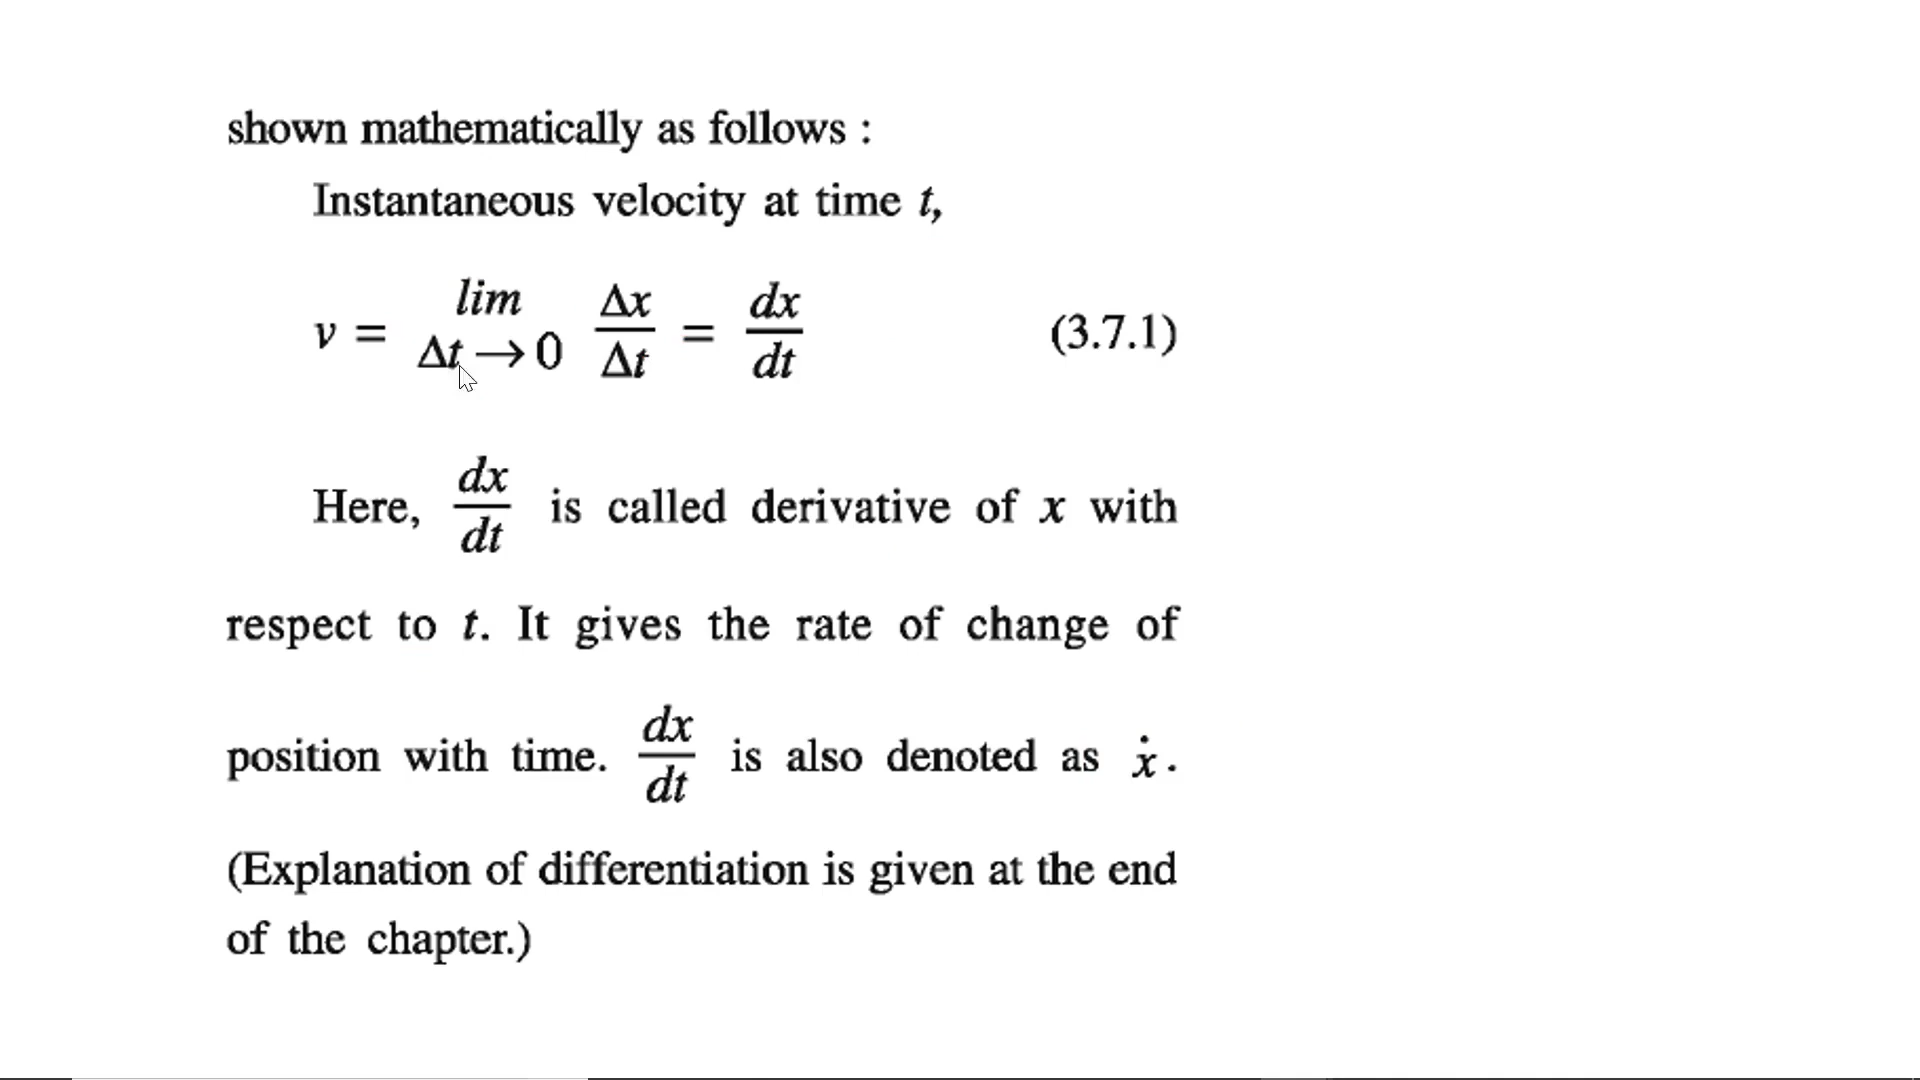 shown mathematically as follows :
Instantaneous velocity at time t,
v = lim Δt → 0 Δx/Δt = dx/dt (3.7.1)
Here, dx/dt is called derivative of x with
respect to t. It gives the rate of change of
position with time. dx/dt is also denoted as ẋ.
(Explanation of differentiation is given at the end
of the chapter.)